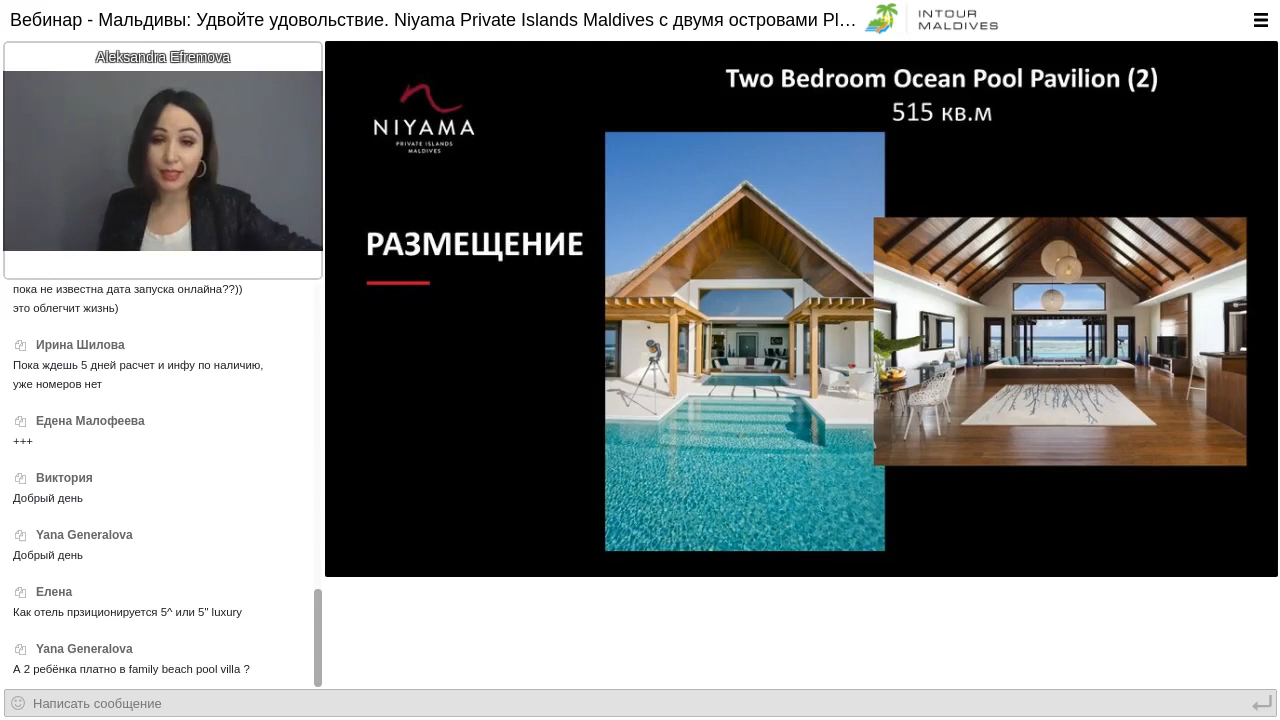 Вебинар - Мальдивы: Удвойте удовольствие. Niyama Private Islands Maldives с двумя островами Pl…
INTOUR
MALDIVES
Aleksandra Efremova
пока не известна дата запуска онлайна??))
это облегчит жизнь)
Ирина Шилова
Пока ждешь 5 дней расчет и инфу по наличию,
уже номеров нет
Едена Малофеева
+++
Виктория
Добрый день
Yana Generalova
Добрый день
Елена
Как отель прзиционируется 5^ или 5" luxury
Yana Generalova
А 2 ребёнка платно в family beach pool villa ?
Написать сообщение
NIYAMA
PRIVATE ISLANDS
MALDIVES
Two Bedroom Ocean Pool Pavilion (2)
515 кв.м
РАЗМЕЩЕНИЕ